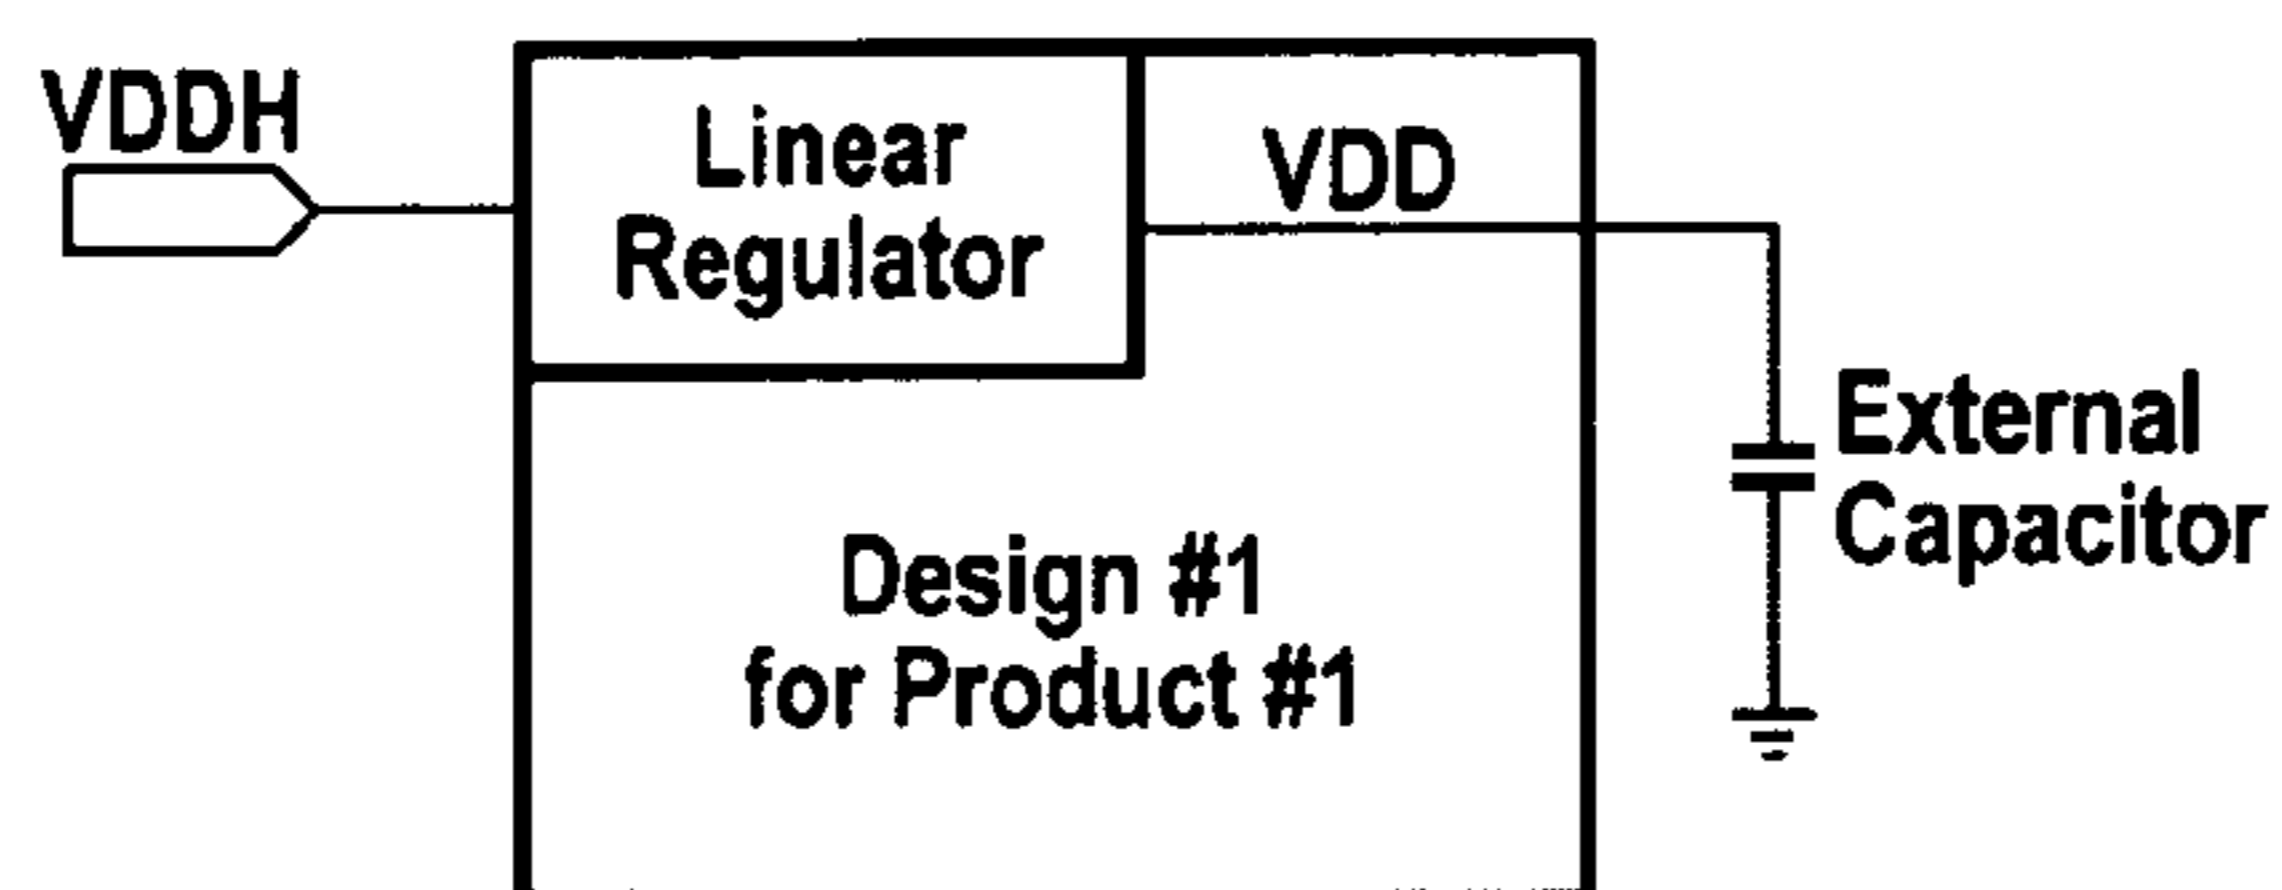 VDDH
Linear
Regulator
VDD
External
Capacitor
Design #1
for Product #1